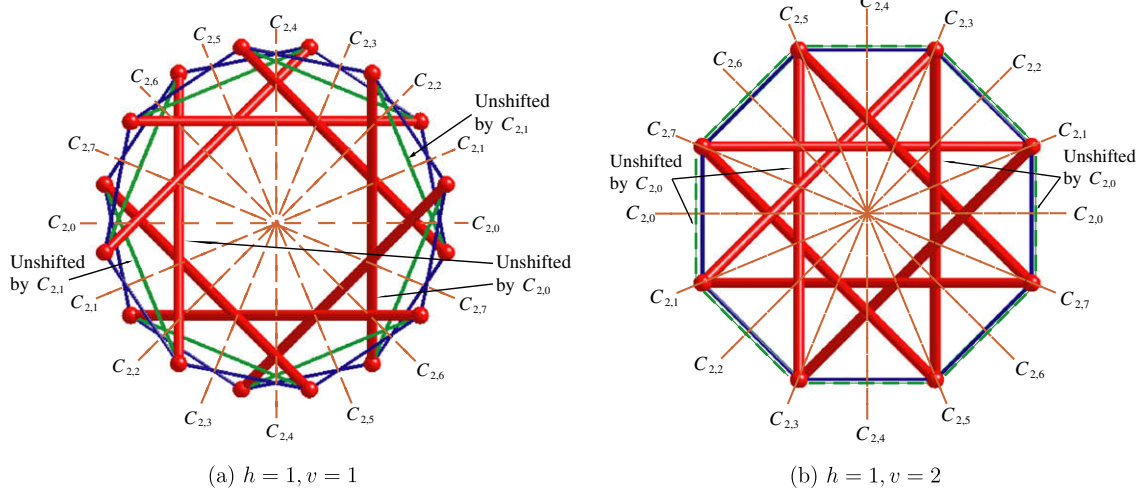 C2,4
C2,5
C2,3
C2,6
C2,2
Unshifted
by C2,1
C2,7
C2,1
C2,0
C2,0
Unshifted
by C2,1
Unshifted
by C2,0
C2,1
C2,7
C2,2
C2,6
C2,3
C2,5
C2,4
(a) h = 1, v = 1
C2,4
C2,5
C2,3
C2,6
C2,2
C2,7
C2,1
Unshifted
by C2,0
Unshifted
by C2,0
C2,0
C2,0
C2,1
C2,7
C2,2
C2,6
C2,3
C2,5
C2,4
(b) h = 1, v = 2